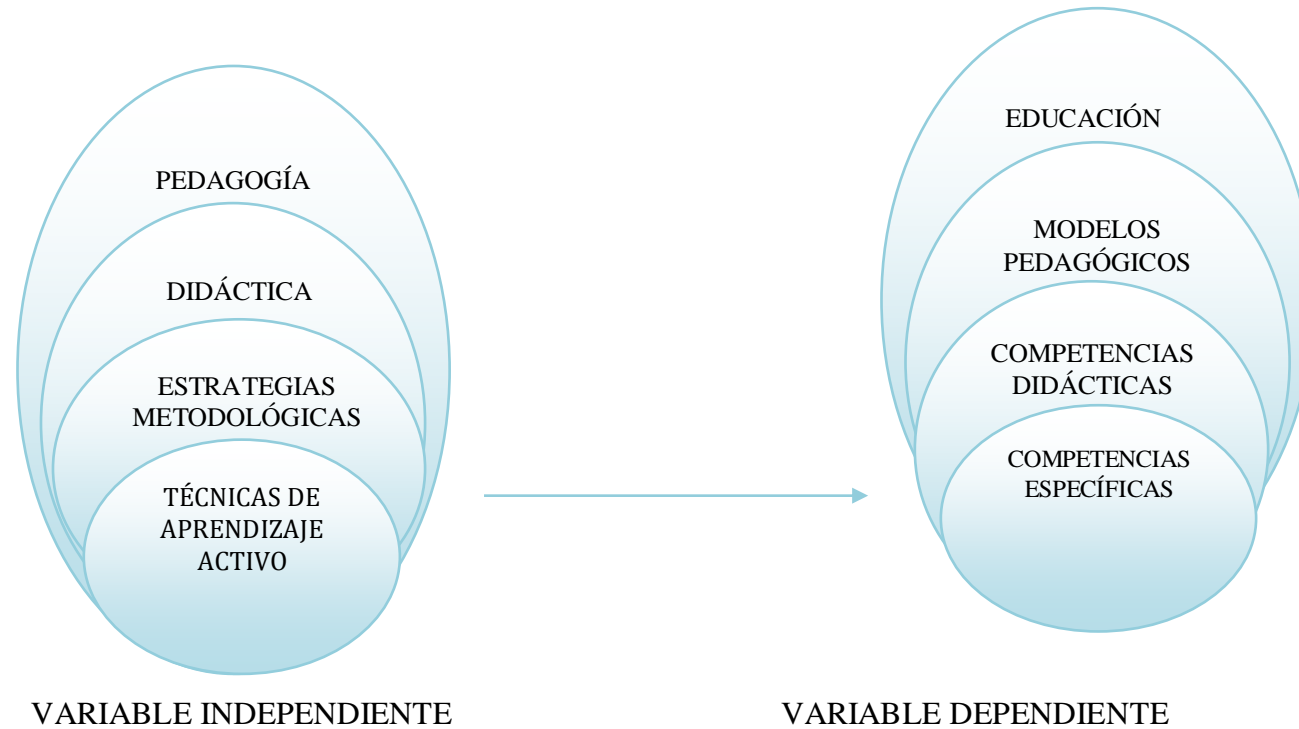 PEDAGOGÍA
DIDÁCTICA
ESTRATEGIAS
METODOLÓGICAS
TÉCNICAS DE
APRENDIZAJE
ACTIVO
VARIABLE INDEPENDIENTE
EDUCACIÓN
MODELOS
PEDAGÓGICOS
COMPETENCIAS
DIDÁCTICAS
COMPETENCIAS
ESPECÍFICAS
VARIABLE DEPENDIENTE